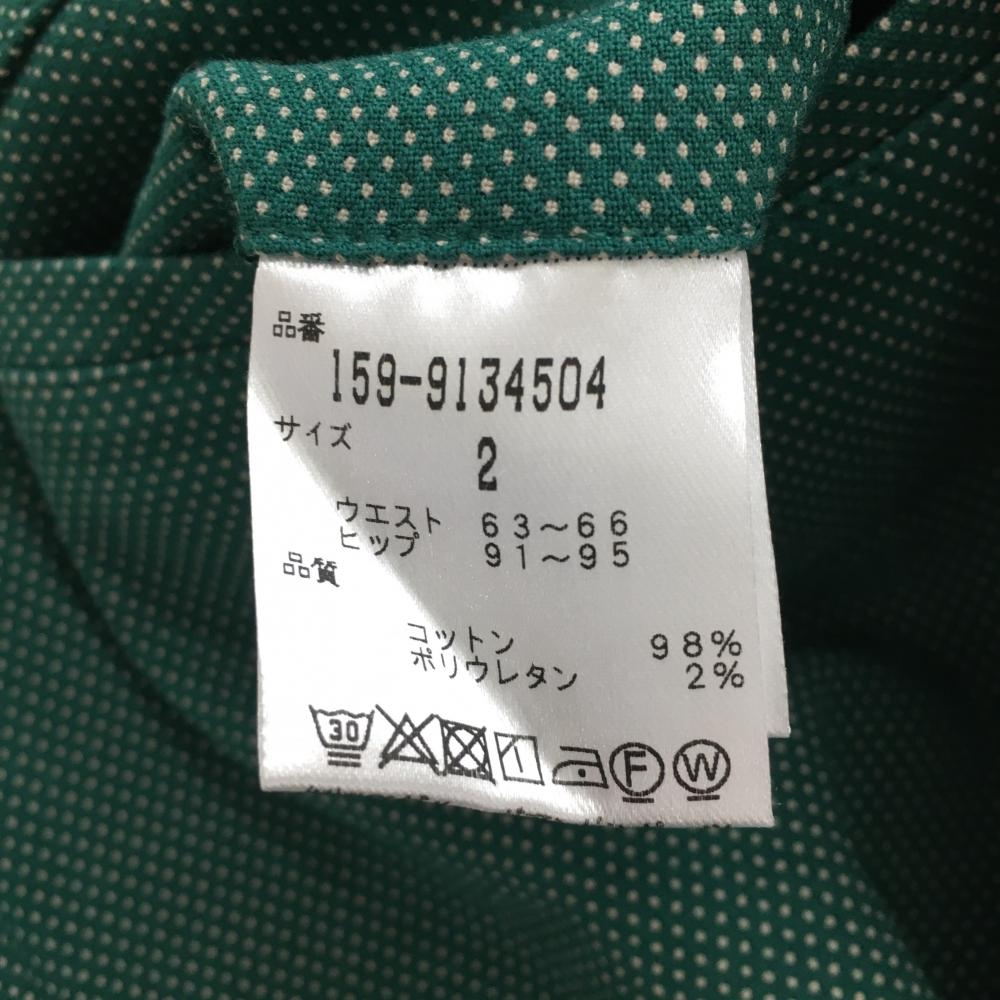 品番
159-9134504
サイズ
2
ウエスト 63～66
ヒップ 91～95
品質
コットン 98%
ポリウレタン 2%
30 F W